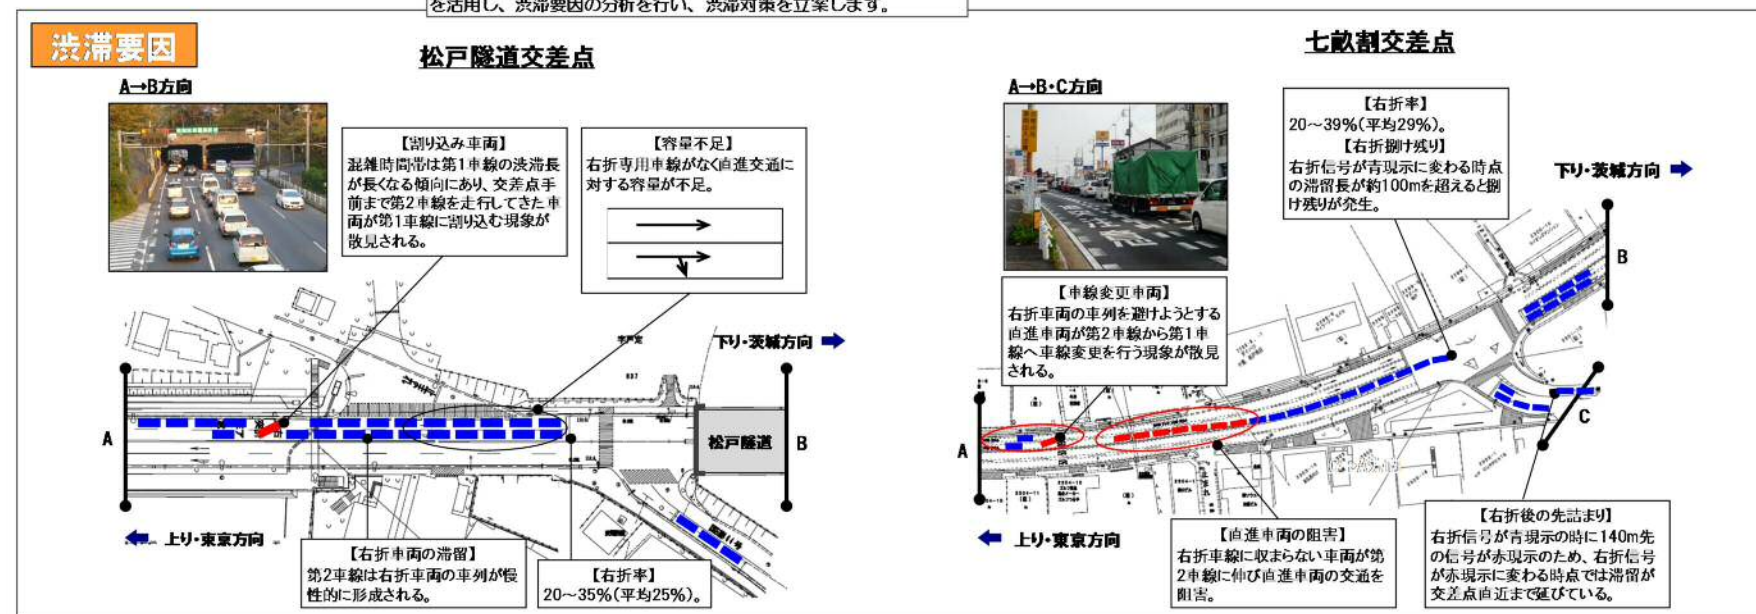 を活用し、渋滞要因の分析を行い、渋滞対策を立案します。
渋滞要因
松戸隧道交差点
A→B方向
【割り込み車両】
混雑時間帯は第1車線の渋滞長
が長くなる傾向にあり、交差点手
前まで第2車線を走行してきた車
両が第1車線に割り込む現象が
散見される。
【容量不足】
右折専用車線がなく直進交通に
対する容量が不足。
下り・茨城方向
A
松戸隧道
B
上り・東京方向
【右折車両の滞留】
第2車線は右折車両の車列が慢
性的に形成される。
【右折率】
20～35%(平均25%)。
七畝割交差点
A→B・C方向
【右折率】
20～39%(平均29%)。
【右折捌け残り】
右折信号が青現示に変わる時点
の滞留長が約100mを超えると捌
け残りが発生。
下り・茨城方向
【車線変更車両】
右折車両の車列を避けようとする
直進車両が第2車線から第1車
線へ車線変更を行う現象が散見
される。
B
C
A
上り・東京方向
【直進車両の阻害】
右折車線に収まらない車両が第
2車線に伸び直進車両の交通を
阻害。
【右折後の先詰まり】
右折信号が青現示の時に140m先
の信号が赤現示のため、右折信号
が赤現示に変わる時点では滞留が
交差点直近まで延びている。